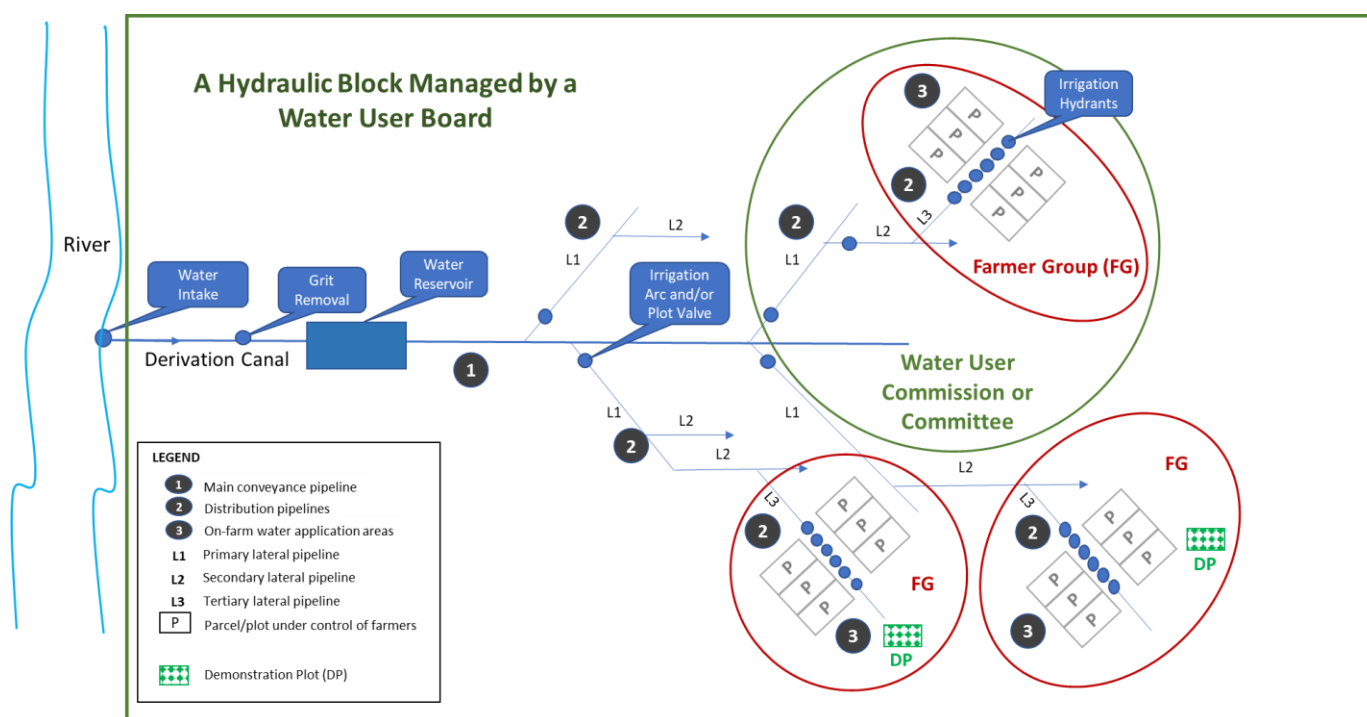 A Hydraulic Block Managed by a
Water User Board
River
Water
Intake
Grit
Removal
Water
Reservoir
Derivation Canal
1
2
L1
L2
Irrigation
Arc and/or
Plot Valve
L1
2
L2
L2
2
L1
L2
L1
3
P
P
P
2
L3
P
P
P
Irrigation
Hydrants
Farmer Group (FG)
Water User
Commission or
Committee
L3
2
P
P
P
P
P
P
FG
3
DP
L2
FG
L3
2
P
P
P
P
P
P
3
DP
LEGEND
1 Main conveyance pipeline
2 Distribution pipelines
3 On-farm water application areas
L1 Primary lateral pipeline
L2 Secondary lateral pipeline
L3 Tertiary lateral pipeline
P Parcel/plot under control of farmers
Demonstration Plot (DP)